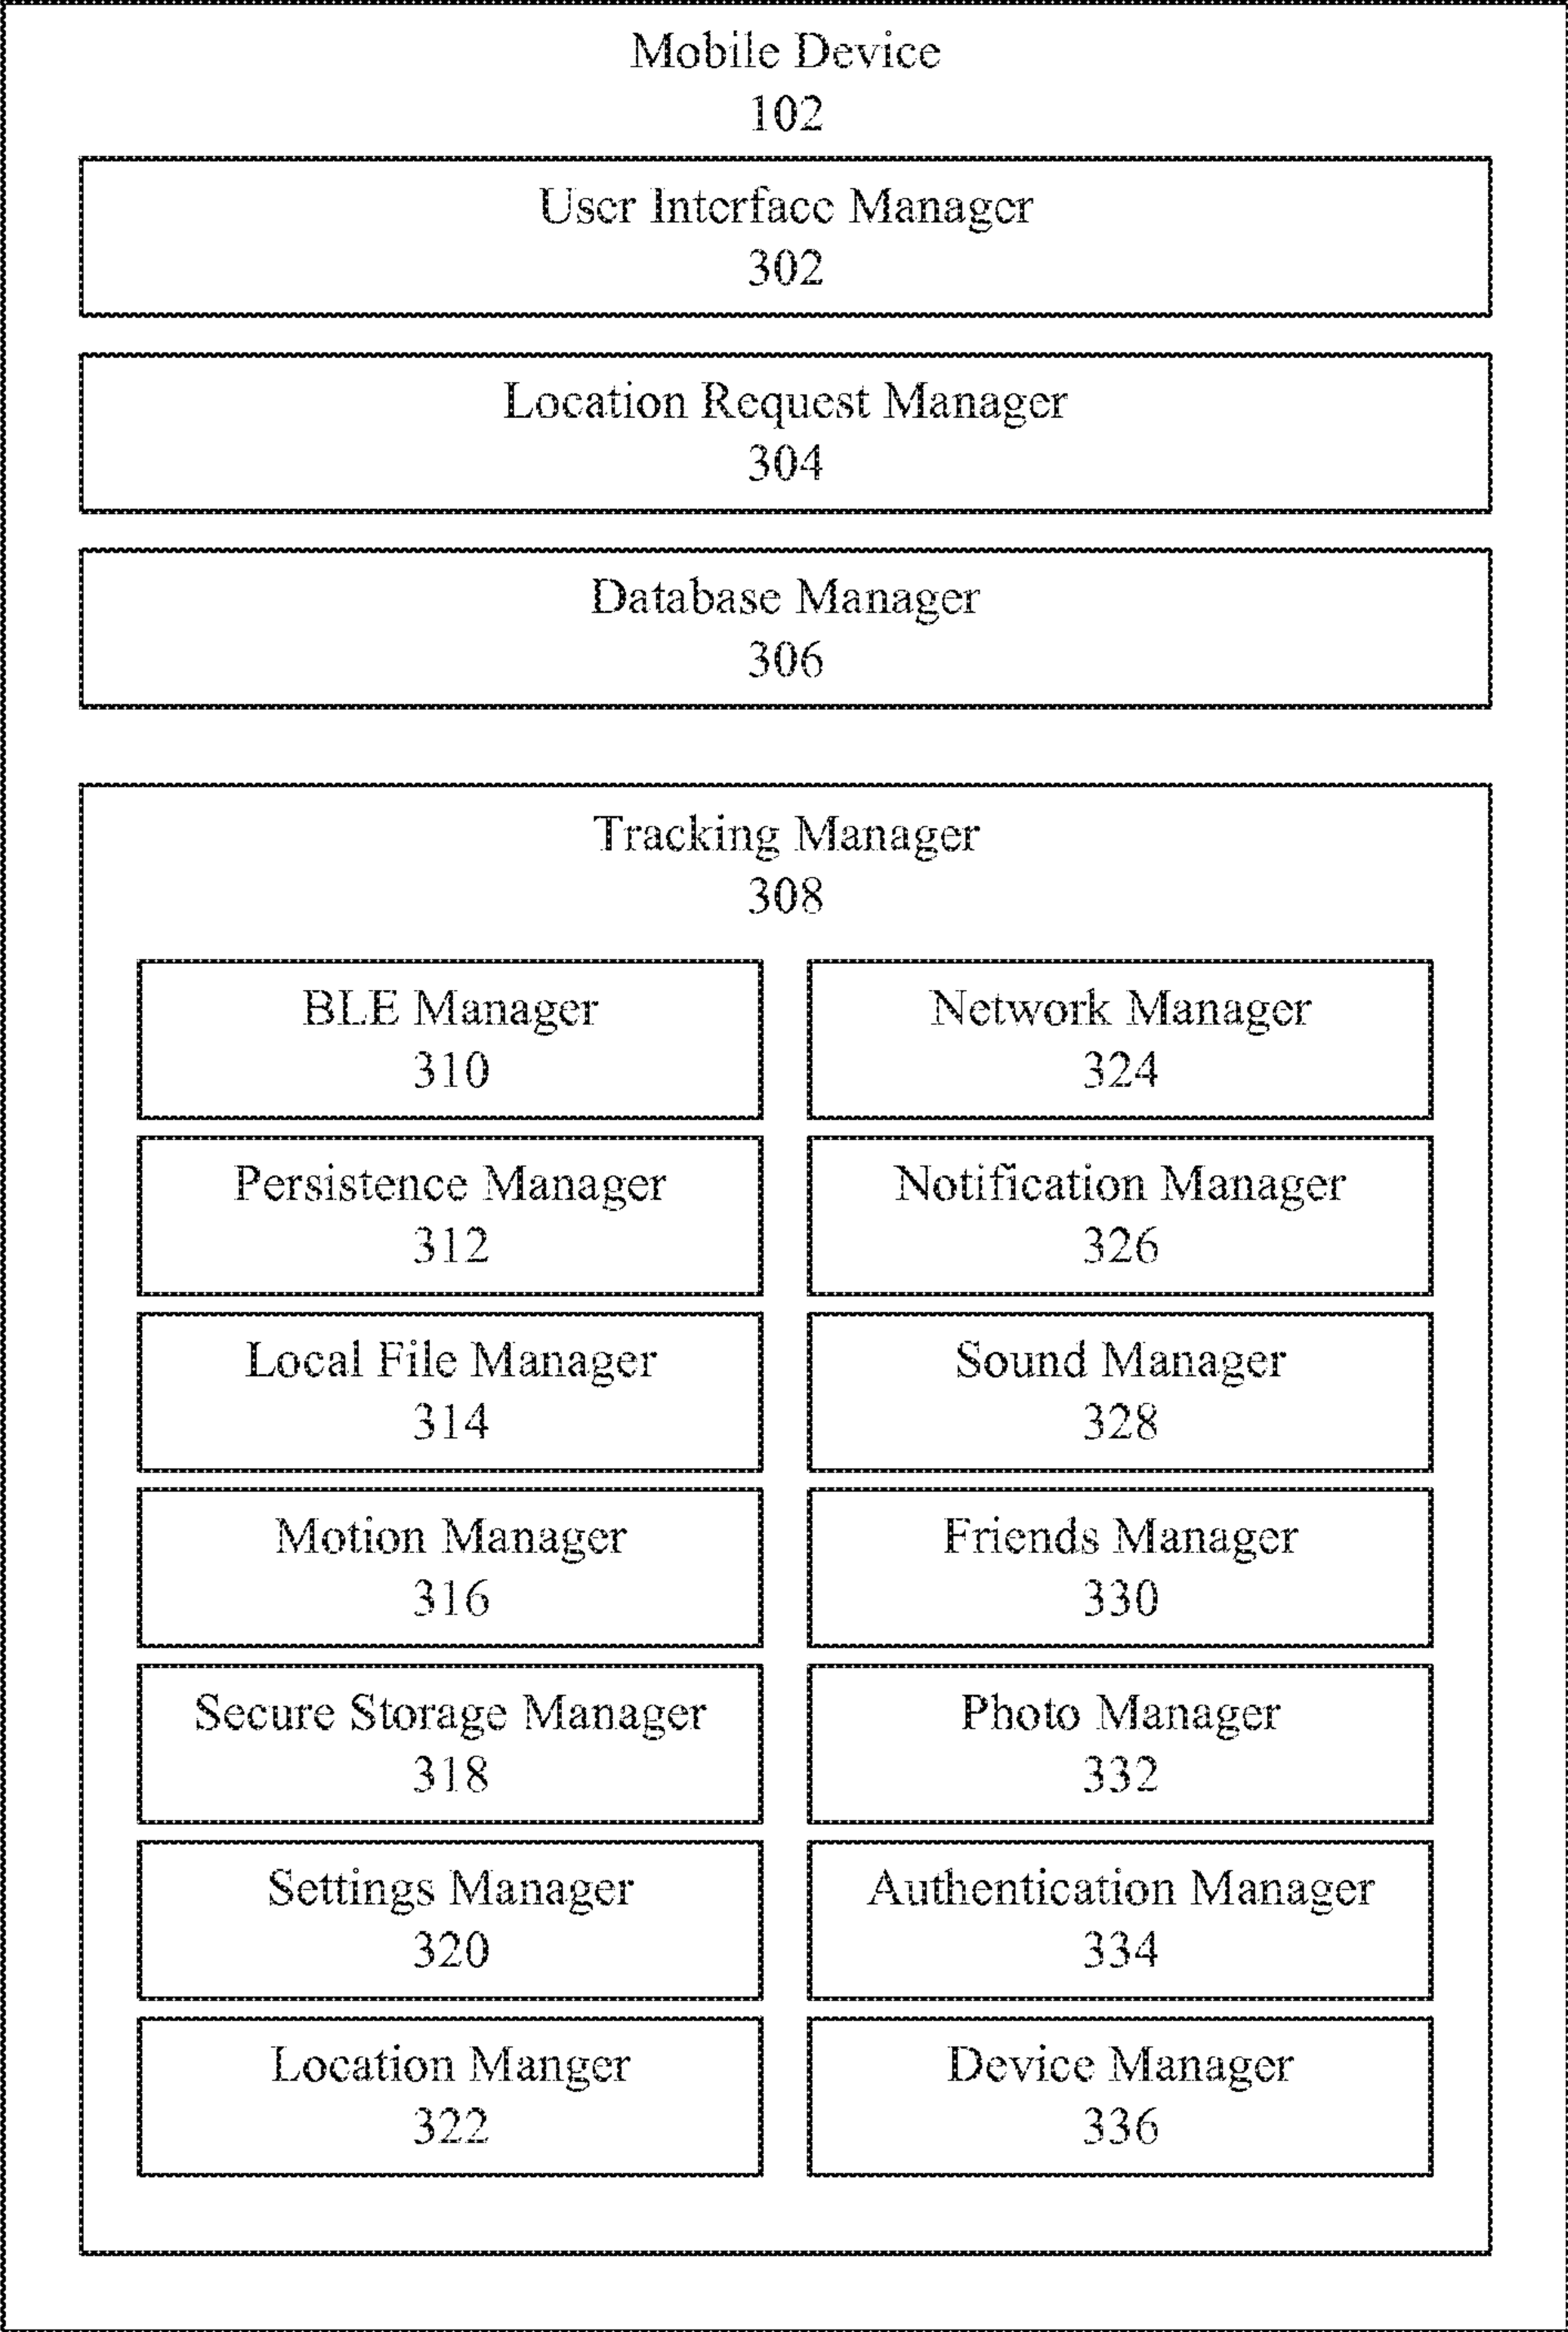 Mobile Device
102
User Interface Manager
302
Location Request Manager
304
Database Manager
306
Tracking Manager
308
BLE Manager
310
Network Manager
324
Persistence Manager
312
Notification Manager
326
Local File Manager
314
Sound Manager
328
Motion Manager
316
Friends Manager
330
Secure Storage Manager
318
Photo Manager
332
Settings Manager
320
Authentication Manager
334
Location Manger
322
Device Manager
336